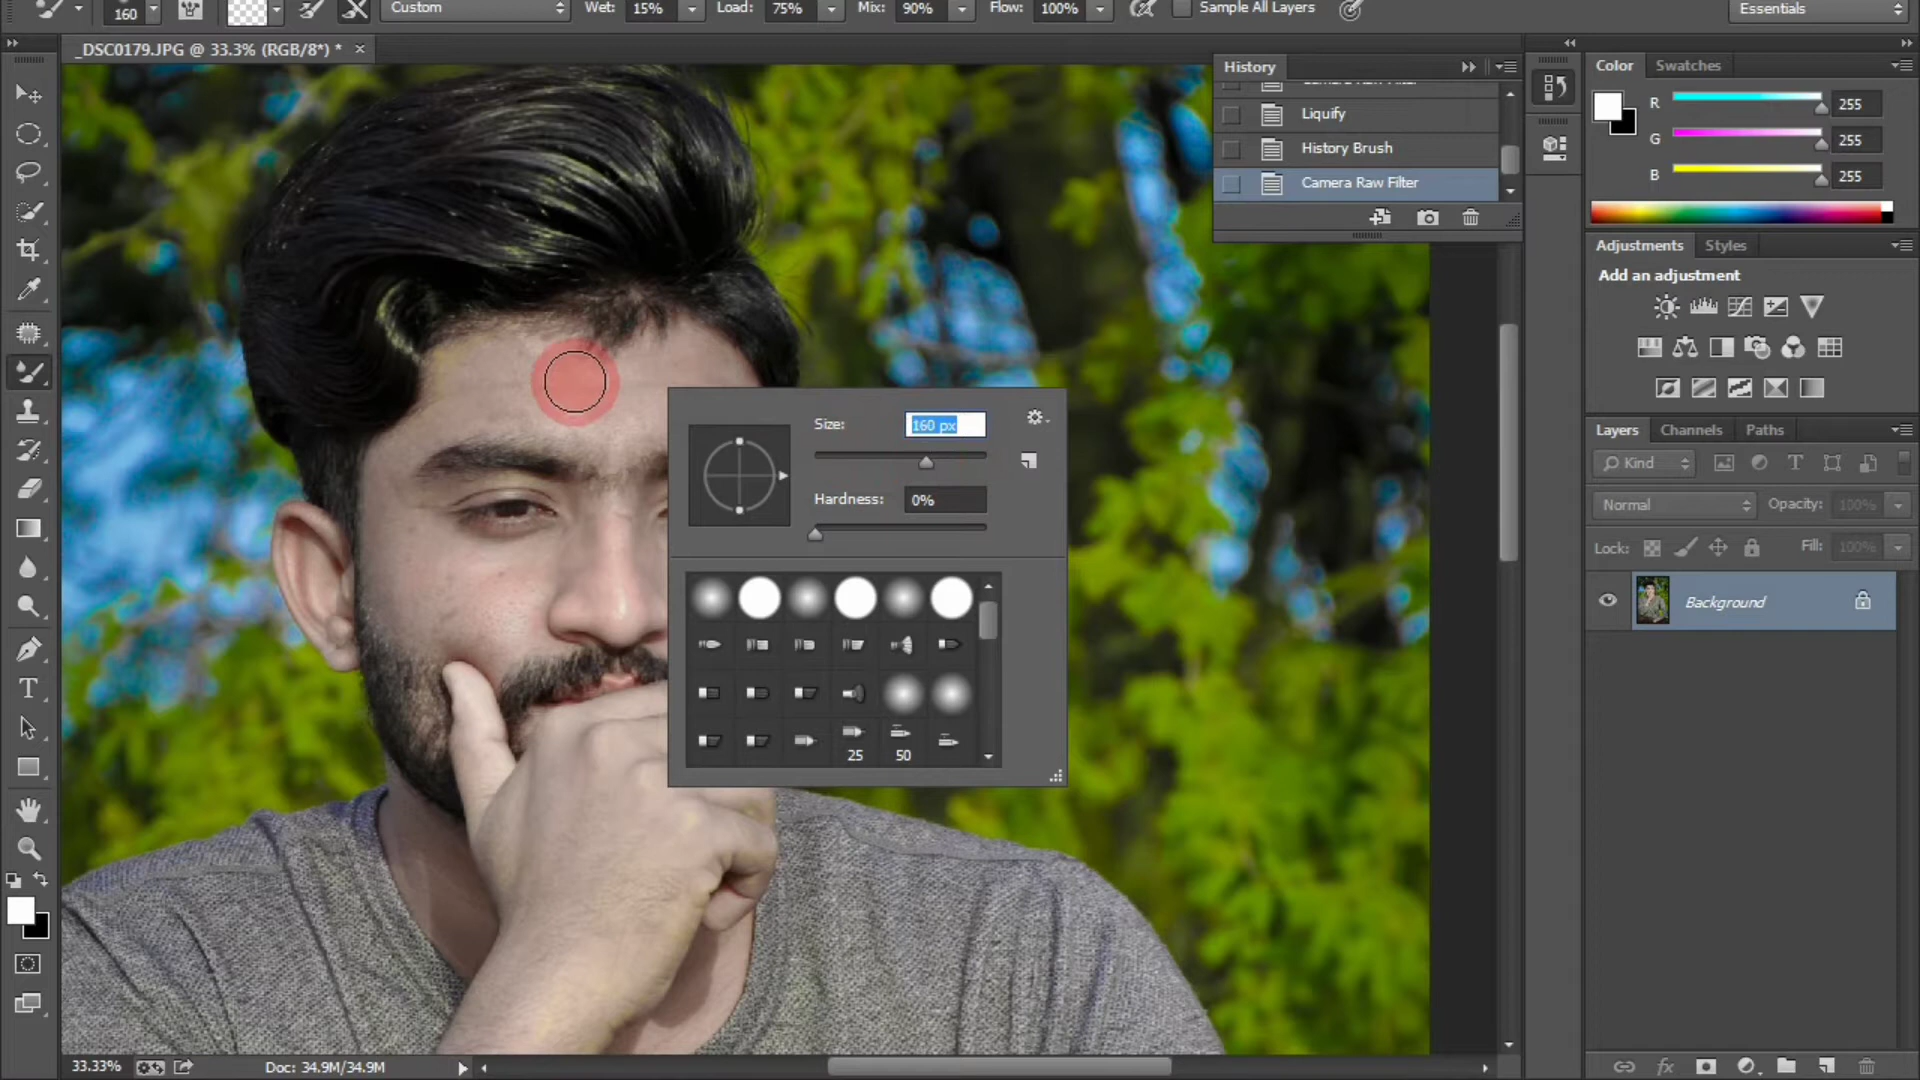 160 Custom Wet: 15% Load: 75% Mix: 90% Flow: 100% Sample All Layers Essentials
_DSC0179.JPG @ 33.3% (RGB/8*) *
History
Liquify
History Brush
Camera Raw Filter
Color Swatches
R 255
G 255
B 255
Adjustments Styles
Add an adjustment
Size: 160 px
Hardness: 0%
25 50
Layers Channels Paths
Kind
Normal Opacity: 100%
Lock: Fill: 100%
Background
33.33% Doc: 34.9M/34.9M